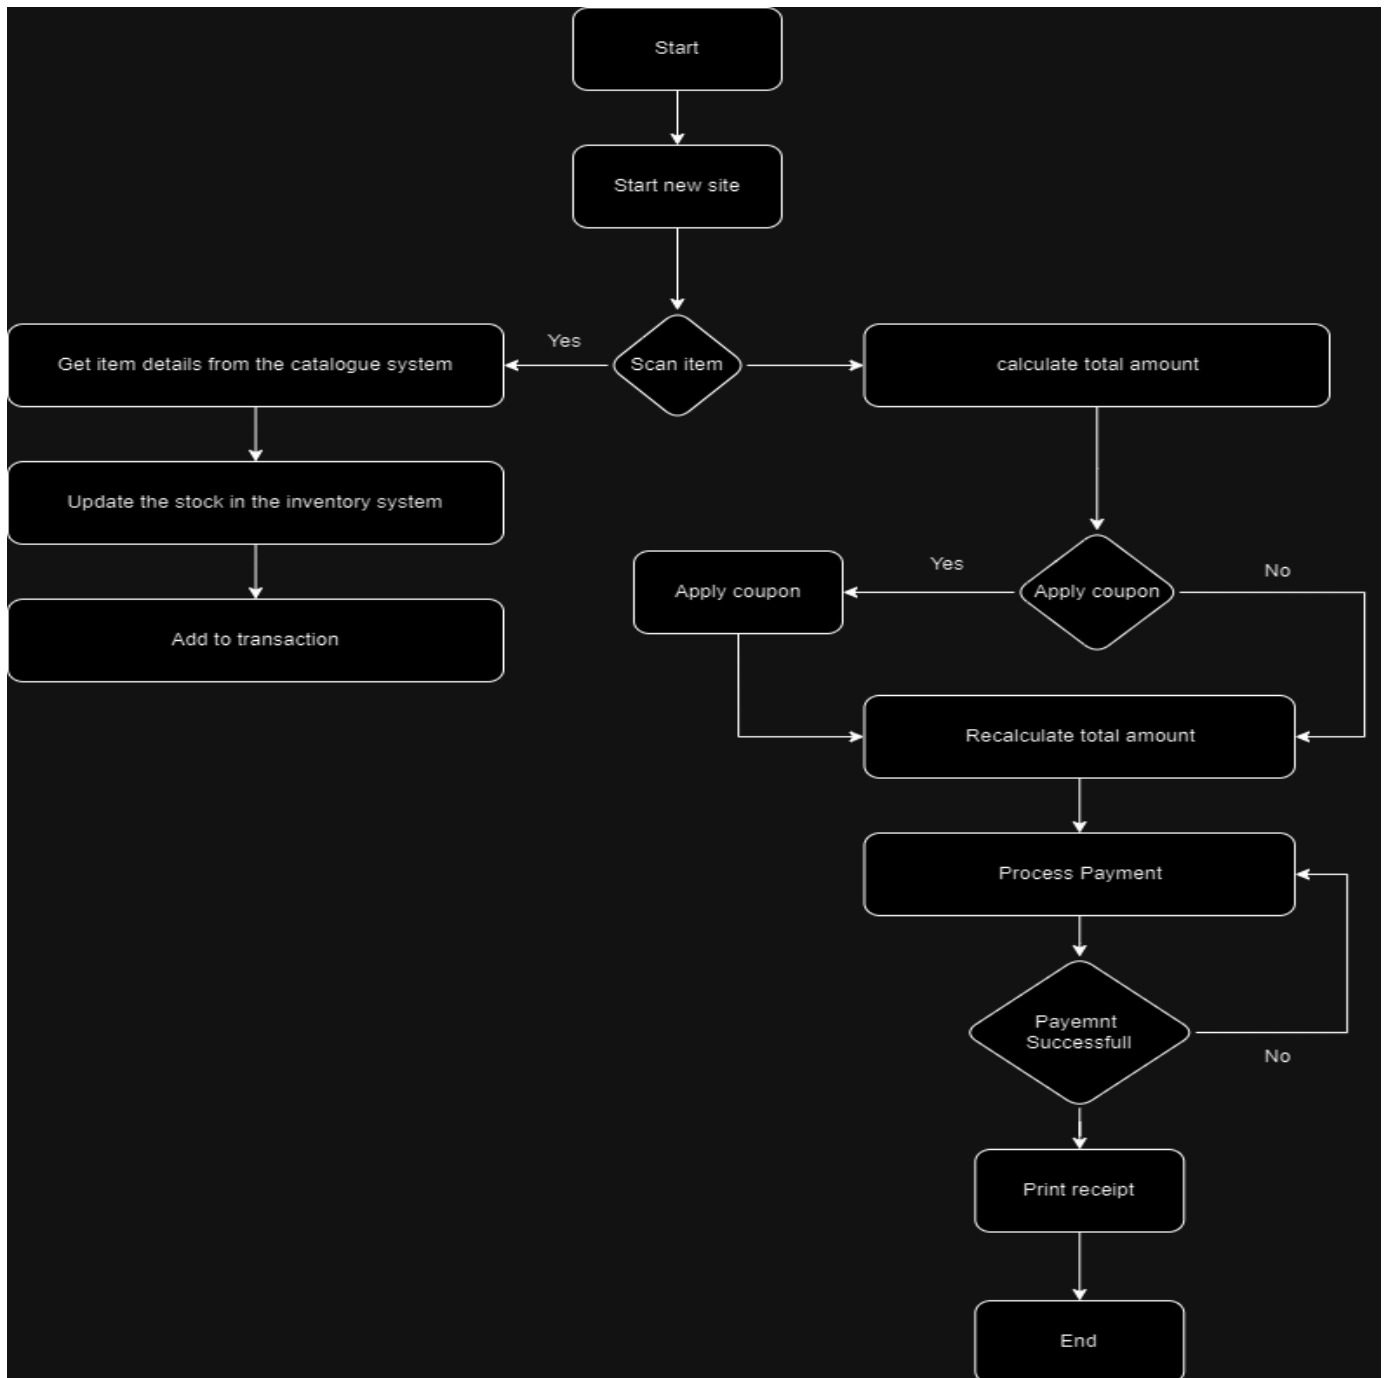 Start
Start new site
Yes
Get item details from the catalogue system
Scan item
calculate total amount
Update the stock in the inventory system
Yes
No
Apply coupon
Apply coupon
Add to transaction
Recalculate total amount
Process Payment
Payemnt
Successfull
No
Print receipt
End